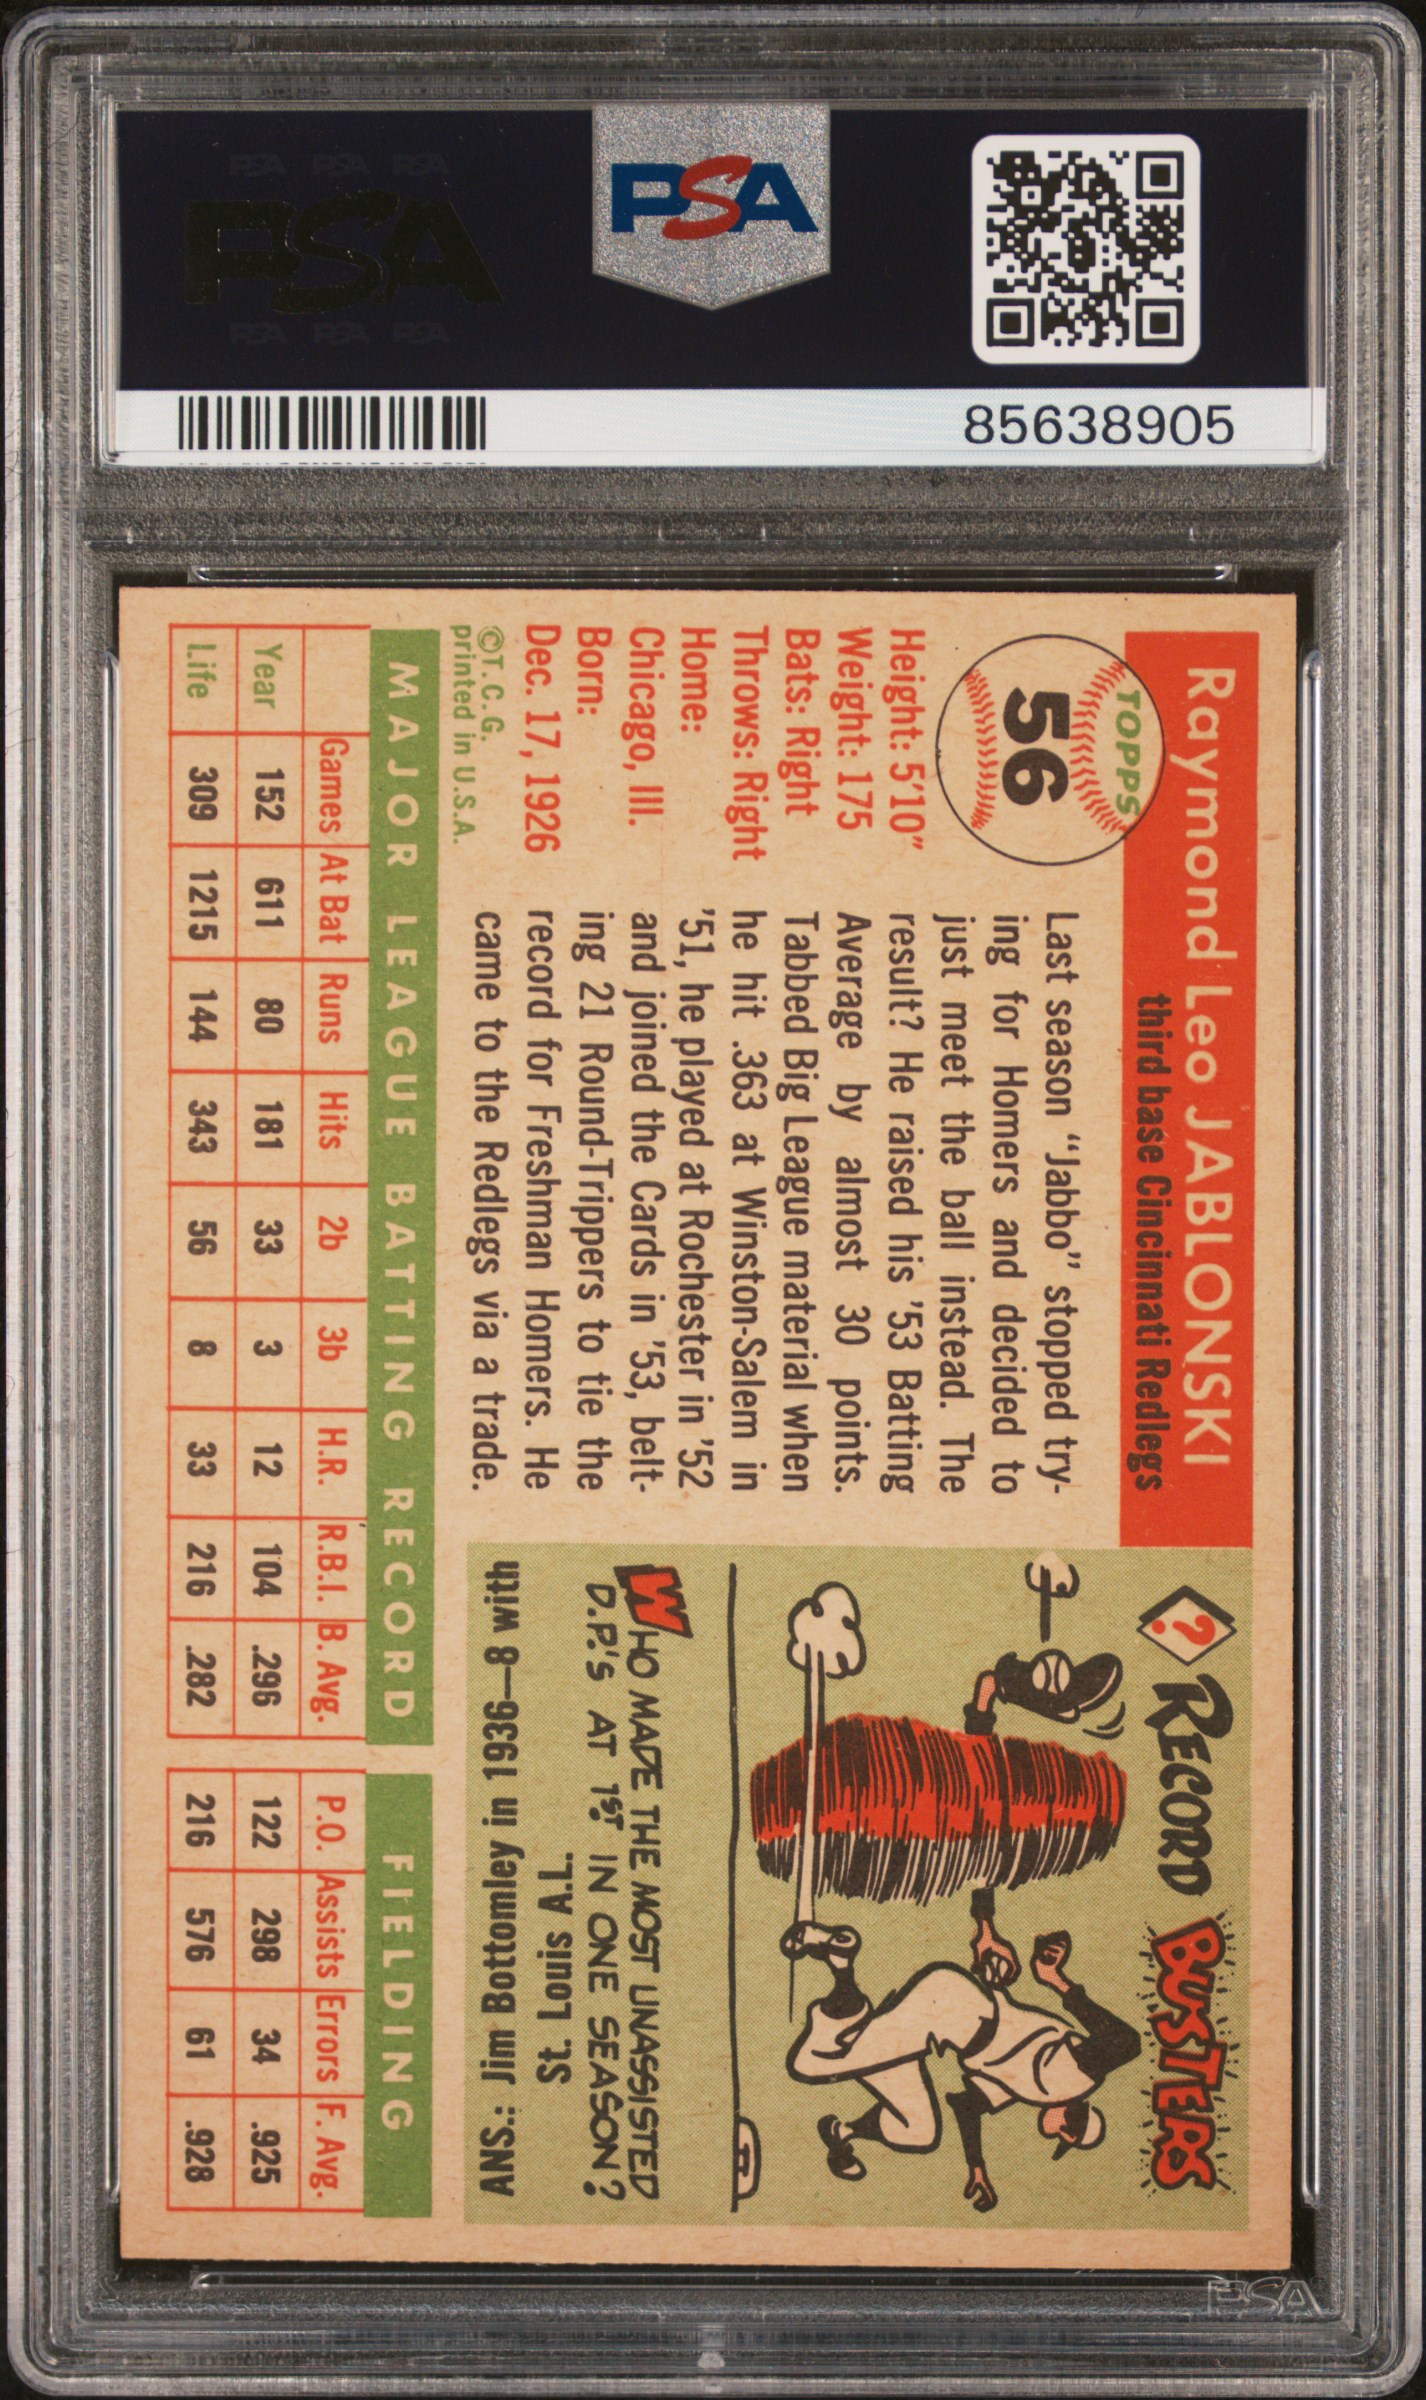 PSA PSA PSA
PSA
PSA PSA PSA
PSA
85638905
Raymond Leo JABLONSKI
third base Cincinnati Redlegs
TOPPS
56
Height: 5'10"
Weight: 175
Bats: Right
Throws: Right
Home:
Chicago, Ill.
Born:
Dec. 17, 1926
©T.C.G.
printed in U.S.A.
Last season "Jabbo" stopped try-
ing for Homers and decided to
just meet the ball instead. The
result? He raised his '53 Batting
Average by almost 30 points.
Tabbed Big League material when
he hit .363 at Winston-Salem in
'51, he played at Rochester in '52
and joined the Cards in '53, belt-
ing 21 Round-Trippers to tie the
record for Freshman Homers. He
came to the Redlegs via a trade.
? RECORD BUSTERS
WHO MADE THE MOST UNASSISTED
D.P.'S AT 1ST IN ONE SEASON?
ANS.: Jim Bottomley in 1936—8 with
St. Louis A.L.
MAJOR LEAGUE BATTING RECORD FIELDING
Games At Bat Runs Hits 2b 3b H.R. R.B.I. B. Avg. P.O. Assists Errors F. Avg.
Year 152 611 80 181 33 3 12 104 .296 122 298 34 .925
Life 309 1215 144 343 56 8 33 216 .282 216 576 61 .928
PSA